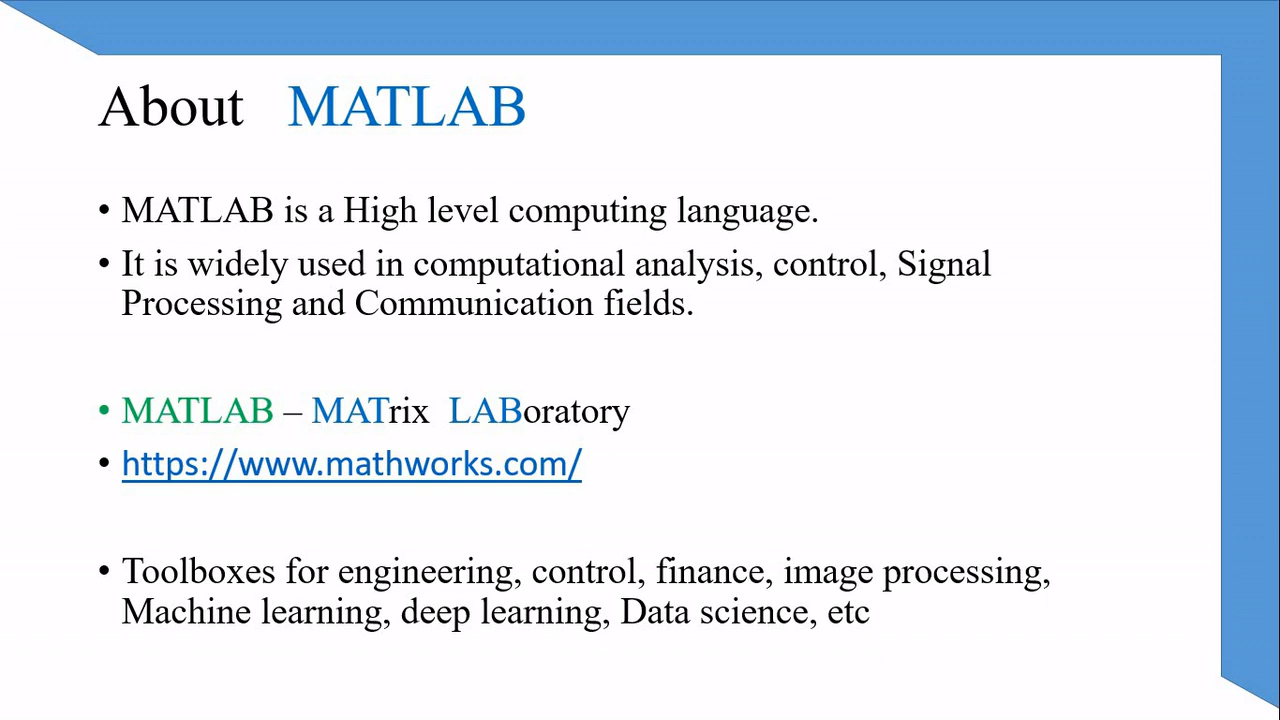 About MATLAB
• MATLAB is a High level computing language.
• It is widely used in computational analysis, control, Signal
Processing and Communication fields.
• MATLAB – MATrix LABoratory
• https://www.mathworks.com/
• Toolboxes for engineering, control, finance, image processing,
Machine learning, deep learning, Data science, etc